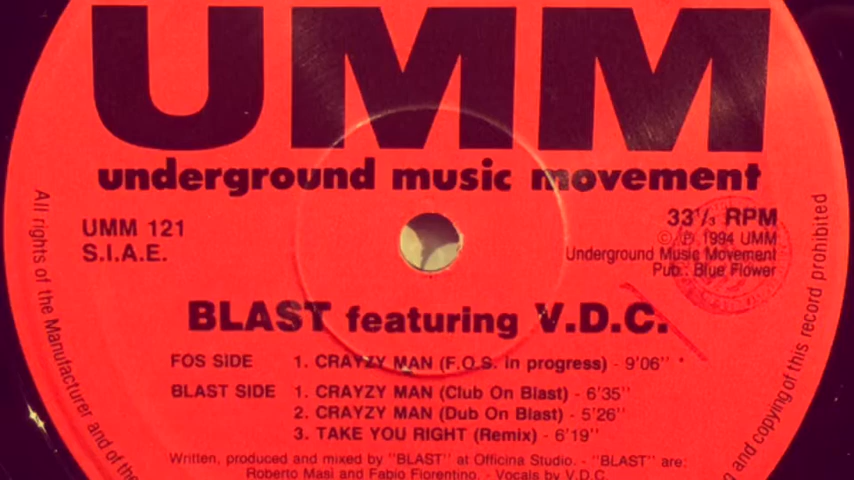 UMM
underground music movement
UMM 121
S.I.A.E.
33 1/3 RPM
© ℗ 1994 UMM
Underground Music Movement
Pub.: Blue Flower
BLAST featuring V.D.C.
FOS SIDE 1. CRAYZY MAN (F.O.S. in progress) - 9'06'' *
BLAST SIDE 1. CRAYZY MAN (Club On Blast) - 6'35''
2. CRAYZY MAN (Dub On Blast) - 5'26''
3. TAKE YOU RIGHT (Remix) - 6'19''
Written, produced and mixed by "BLAST" at Officina Studio. - "BLAST" are:
Roberto Masi and Fabio Fiorentino. - Vocals by V.D.C.
All rights of the Manufacturer and of the
and copying of this record prohibited